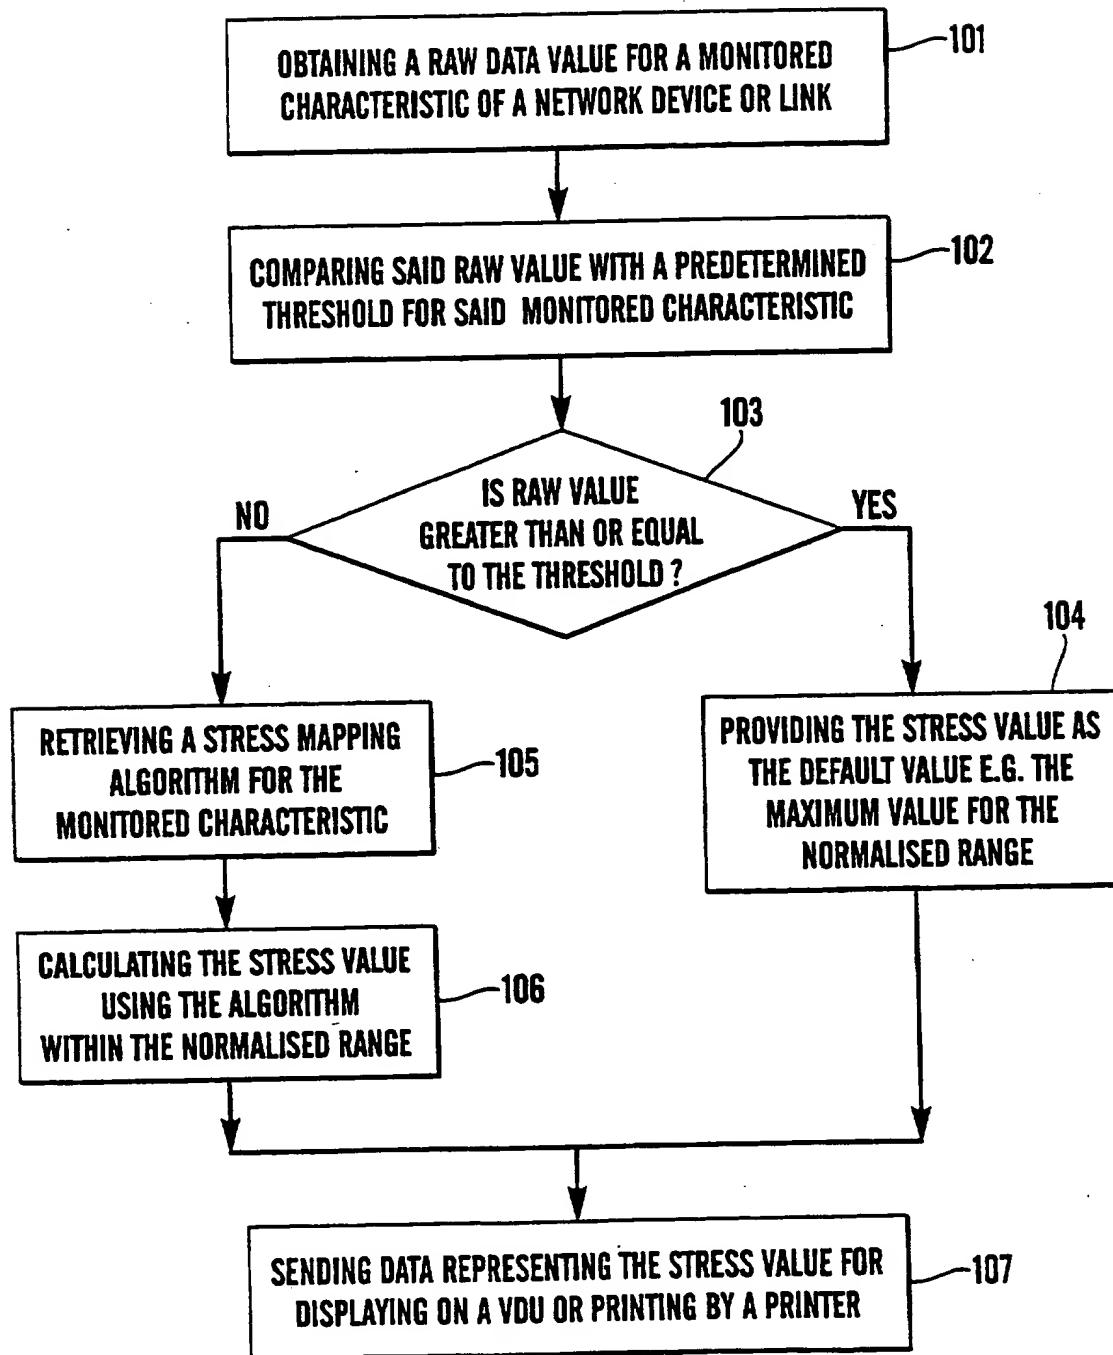 OBTAINING A RAW DATA VALUE FOR A MONITORED
CHARACTERISTIC OF A NETWORK DEVICE OR LINK
101
COMPARING SAID RAW VALUE WITH A PREDETERMINED
THRESHOLD FOR SAID MONITORED CHARACTERISTIC
102
103
IS RAW VALUE
GREATER THAN OR EQUAL
TO THE THRESHOLD ?
NO
YES
104
RETRIEVING A STRESS MAPPING
ALGORITHM FOR THE
MONITORED CHARACTERISTIC
105
PROVIDING THE STRESS VALUE AS
THE DEFAULT VALUE E.G. THE
MAXIMUM VALUE FOR THE
NORMALISED RANGE
CALCULATING THE STRESS VALUE
USING THE ALGORITHM
WITHIN THE NORMALISED RANGE
106
SENDING DATA REPRESENTING THE STRESS VALUE FOR
DISPLAYING ON A VDU OR PRINTING BY A PRINTER
107